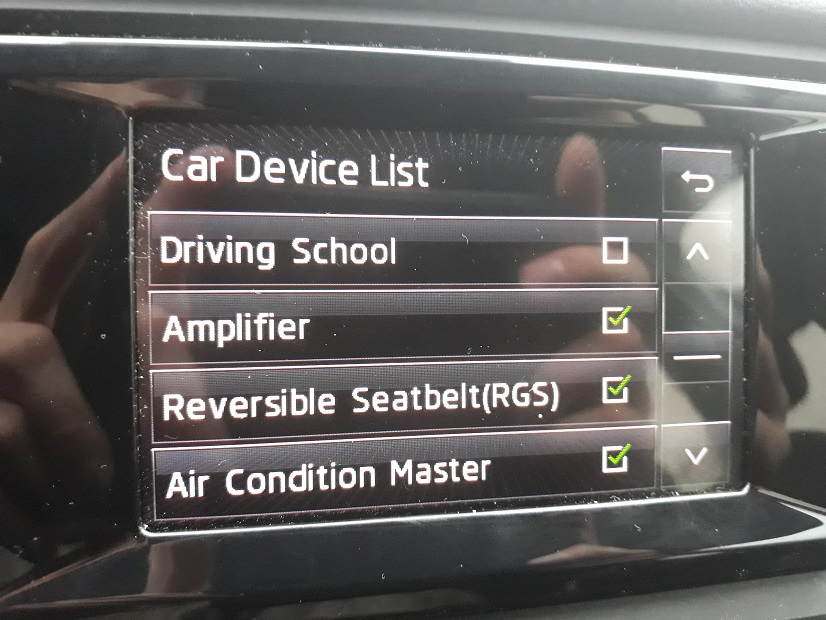 Car Device List
Driving School
Amplifier
Reversible Seatbelt(RGS)
Air Condition Master